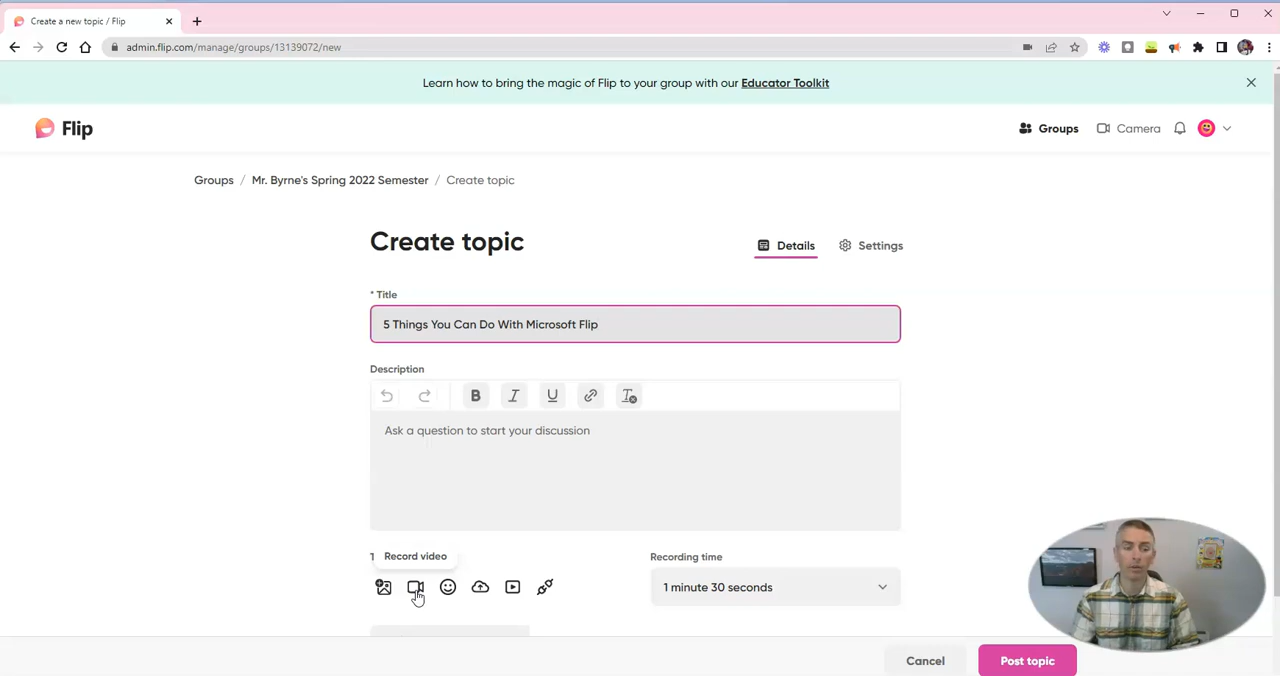 Create a new topic / Flip
admin.flip.com/manage/groups/13139072/new
Learn how to bring the magic of Flip to your group with our Educator Toolkit
Flip
Groups
Camera
Groups / Mr. Byrne's Spring 2022 Semester / Create topic
Create topic
Details
Settings
* Title
5 Things You Can Do With Microsoft Flip
Description
B I U
Ask a question to start your discussion
Record video
Recording time
1 minute 30 seconds
Cancel
Post topic